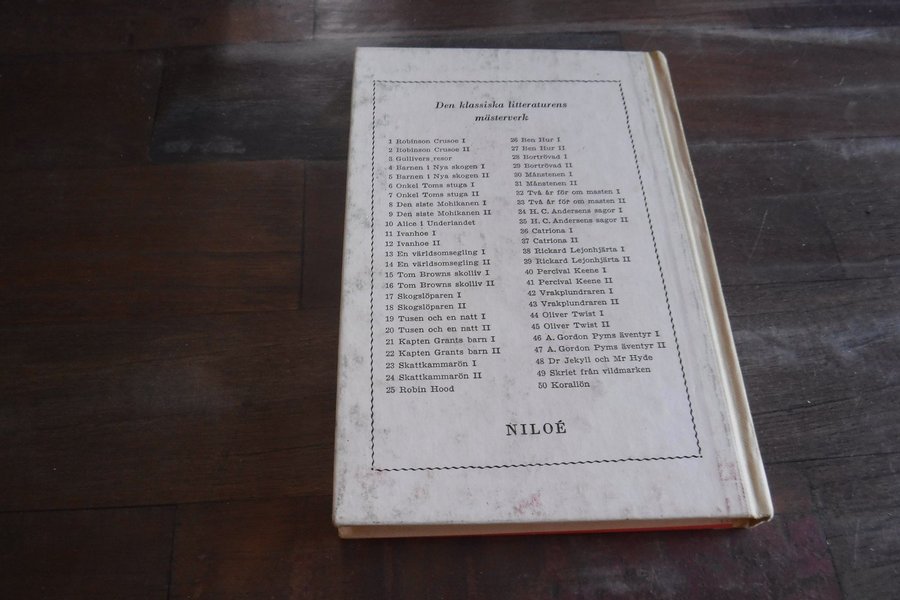 Den klassiska litteraturens
mästerverk
1 Robinson Crusoe I
2 Robinson Crusoe II
3 Gullivers resor
4 Barnen i Nya skogen I
5 Barnen i Nya skogen II
6 Onkel Toms stuga I
7 Onkel Toms stuga II
8 Den siste Mohikanen I
9 Den siste Mohikanen II
10 Alice i Underlandet
11 Ivanhoe I
12 Ivanhoe II
13 En världsomsegling I
14 En världsomsegling II
15 Tom Browns skolliv I
16 Tom Browns skolliv II
17 Skogslöparen I
18 Skogslöparen II
19 Tusen och en natt I
20 Tusen och en natt II
21 Kapten Grants barn I
22 Kapten Grants barn II
23 Skattkammarön I
24 Skattkammarön II
25 Robin Hood
26 Ben Hur I
27 Ben Hur II
28 Bortrövad I
29 Bortrövad II
30 Månstenen I
31 Månstenen II
32 Två år för om masten I
33 Två år för om masten II
34 H. C. Andersens sagor I
35 H. C. Andersens sagor II
36 Catriona I
37 Catriona II
38 Rickard Lejonhjärta I
39 Rickard Lejonhjärta II
40 Percival Keene I
41 Percival Keene II
42 Vrakplundraren I
43 Vrakplundraren II
44 Oliver Twist I
45 Oliver Twist II
46 A. Gordon Pyms äventyr I
47 A. Gordon Pyms äventyr II
48 Dr Jekyll och Mr Hyde
49 Skriet från vildmarken
50 Korallön
NILOÉ